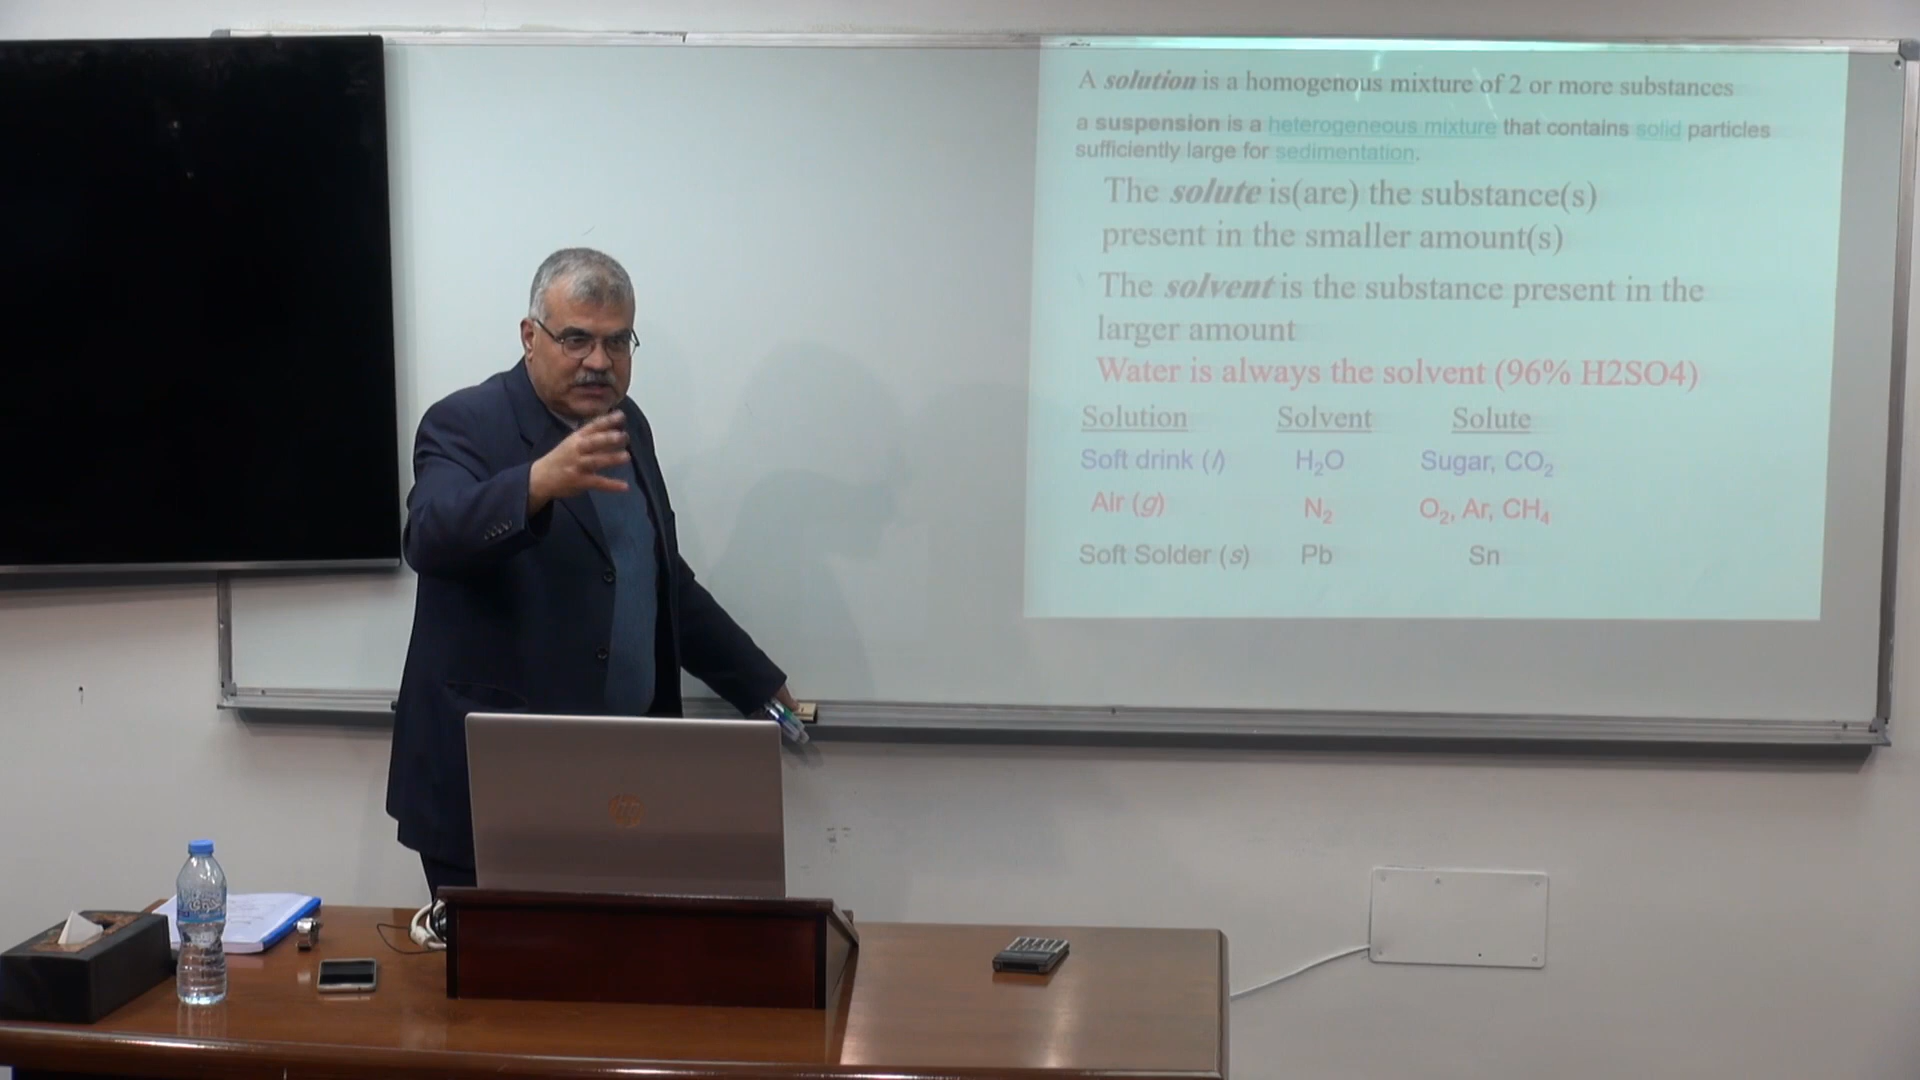 A solution is a homogenous mixture of 2 or more substances
a suspension is a heterogeneous mixture that contains solid particles
sufficiently large for sedimentation.
The solute is(are) the substance(s)
present in the smaller amount(s)
The solvent is the substance present in the
larger amount
Water is always the solvent (96% H2SO4)
Solution Solvent Solute
Soft drink (l) H₂O Sugar, CO₂
Air (g) N₂ O₂, Ar, CH₄
Soft Solder (s) Pb Sn
hp